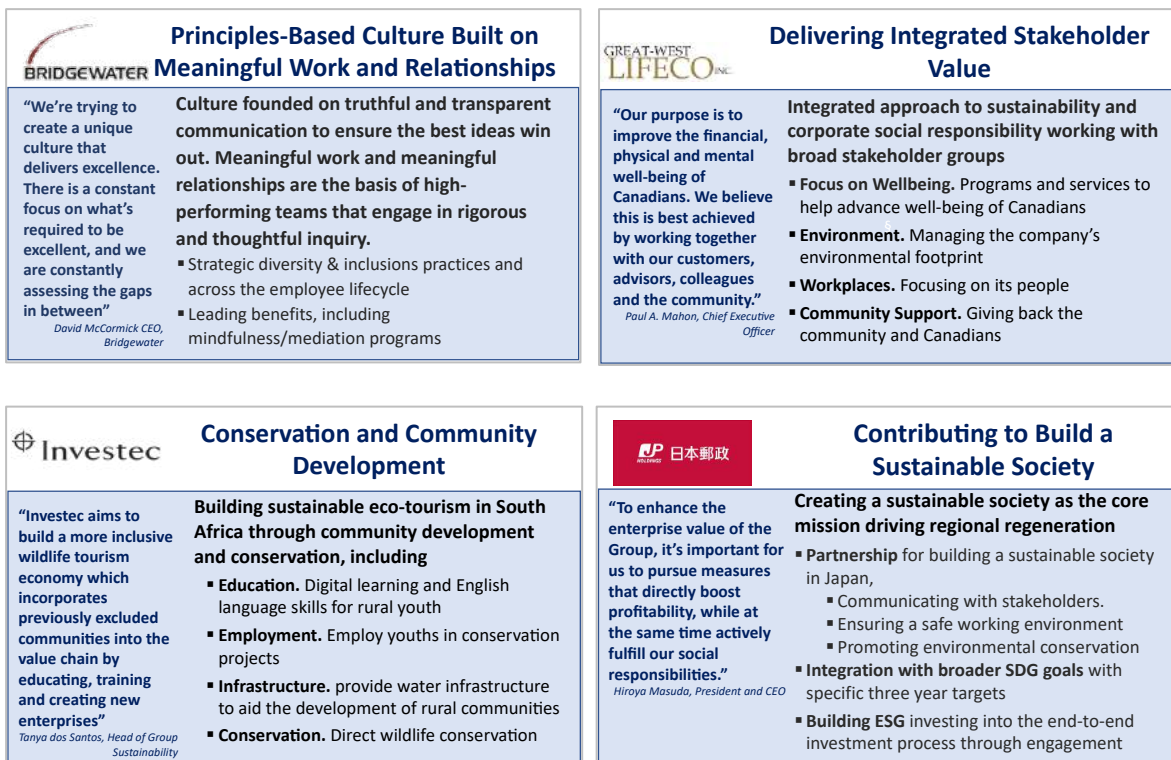 BRIDGEWATER
Principles-Based Culture Built on
Meaningful Work and Relationships
“We’re trying to
create a unique
culture that
delivers excellence.
There is a constant
focus on what’s
required to be
excellent, and we
are constantly
assessing the gaps
in between”
David McCormick CEO,
Bridgewater
Culture founded on truthful and transparent
communication to ensure the best ideas win
out. Meaningful work and meaningful
relationships are the basis of high-
performing teams that engage in rigorous
and thoughtful inquiry.
▪ Strategic diversity & inclusions practices and
across the employee lifecycle
▪ Leading benefits, including
mindfulness/mediation programs
GREAT-WEST
LIFECO INC.
Delivering Integrated Stakeholder
Value
“Our purpose is to
improve the financial,
physical and mental
well-being of
Canadians. We believe
this is best achieved
by working together
with our customers,
advisors, colleagues
and the community.”
Paul A. Mahon, Chief Executive
Officer
Integrated approach to sustainability and
corporate social responsibility working with
broad stakeholder groups
▪ Focus on Wellbeing. Programs and services to
help advance well-being of Canadians
▪ Environment. Managing the company’s
environmental footprint
▪ Workplaces. Focusing on its people
▪ Community Support. Giving back the
community and Canadians
Investec
Conservation and Community
Development
“Investec aims to
build a more inclusive
wildlife tourism
economy which
incorporates
previously excluded
communities into the
value chain by
educating, training
and creating new
enterprises”
Tanya dos Santos, Head of Group
Sustainability
Building sustainable eco-tourism in South
Africa through community development
and conservation, including
▪ Education. Digital learning and English
language skills for rural youth
▪ Employment. Employ youths in conservation
projects
▪ Infrastructure. provide water infrastructure
to aid the development of rural communities
▪ Conservation. Direct wildlife conservation
JP 日本郵政
HOLDINGS
Contributing to Build a
Sustainable Society
“To enhance the
enterprise value of the
Group, it’s important for
us to pursue measures
that directly boost
profitability, while at
the same time actively
fulfill our social
responsibilities.”
Hiroya Masuda, President and CEO
Creating a sustainable society as the core
mission driving regional regeneration
▪ Partnership for building a sustainable society
in Japan,
▪ Communicating with stakeholders.
▪ Ensuring a safe working environment
▪ Promoting environmental conservation
▪ Integration with broader SDG goals with
specific three year targets
▪ Building ESG investing into the end-to-end
investment process through engagement